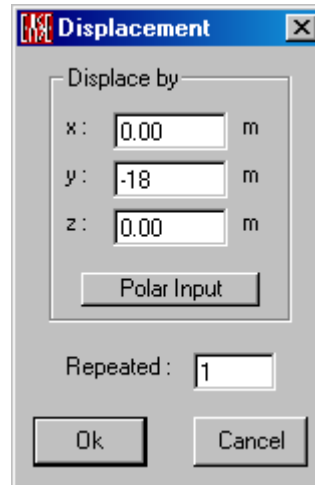 Displacement
Displace by
x : 0.00 m
y : -18 m
z : 0.00 m
Polar Input
Repeated : 1
Ok Cancel